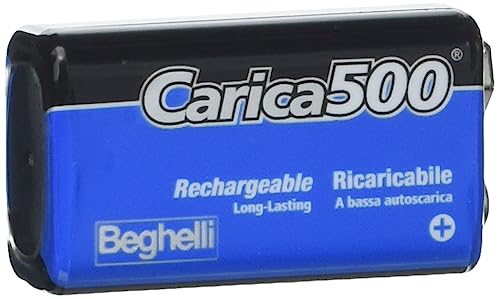 Carica500®
Rechargeable Ricaricabile
Long-Lasting A bassa autoscarica
Beghelli
+